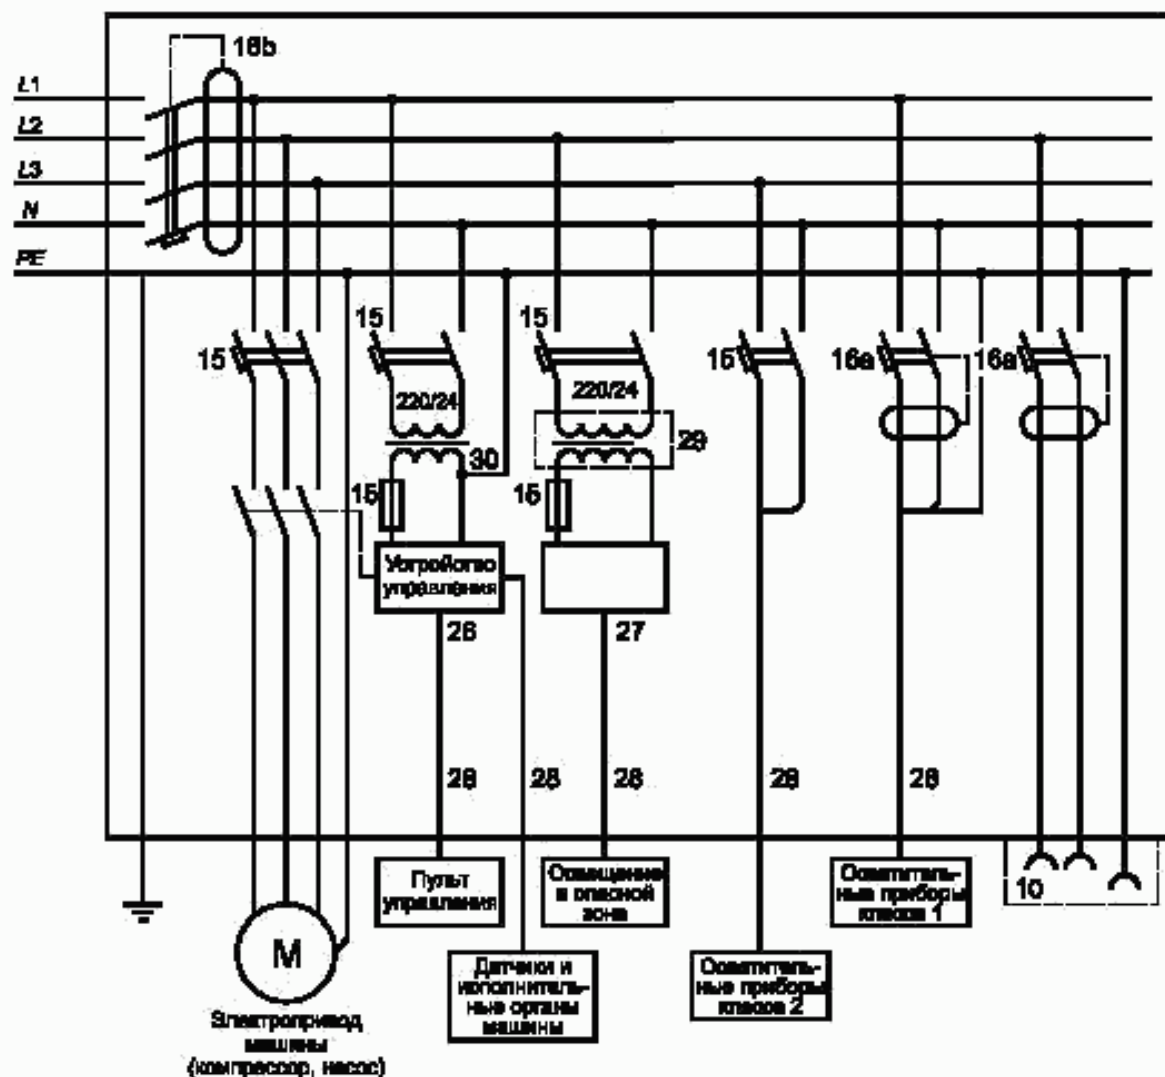 16b
L1
L2
L3
N
PE
15
15
15
15
16a
16a
220/24
220/24
29
30
15
15
Устройство
управления
26
27
28
28
28
28
28
Пульт
управления
Освещение
в опасной
зона
Осветитель-
ные приборы
класса 1
10
M
Датчики и
исполнитель-
ные органы
машины
Осветитель-
ные приборы
класса 2
Электропривод
машины
(компрессор, насос)